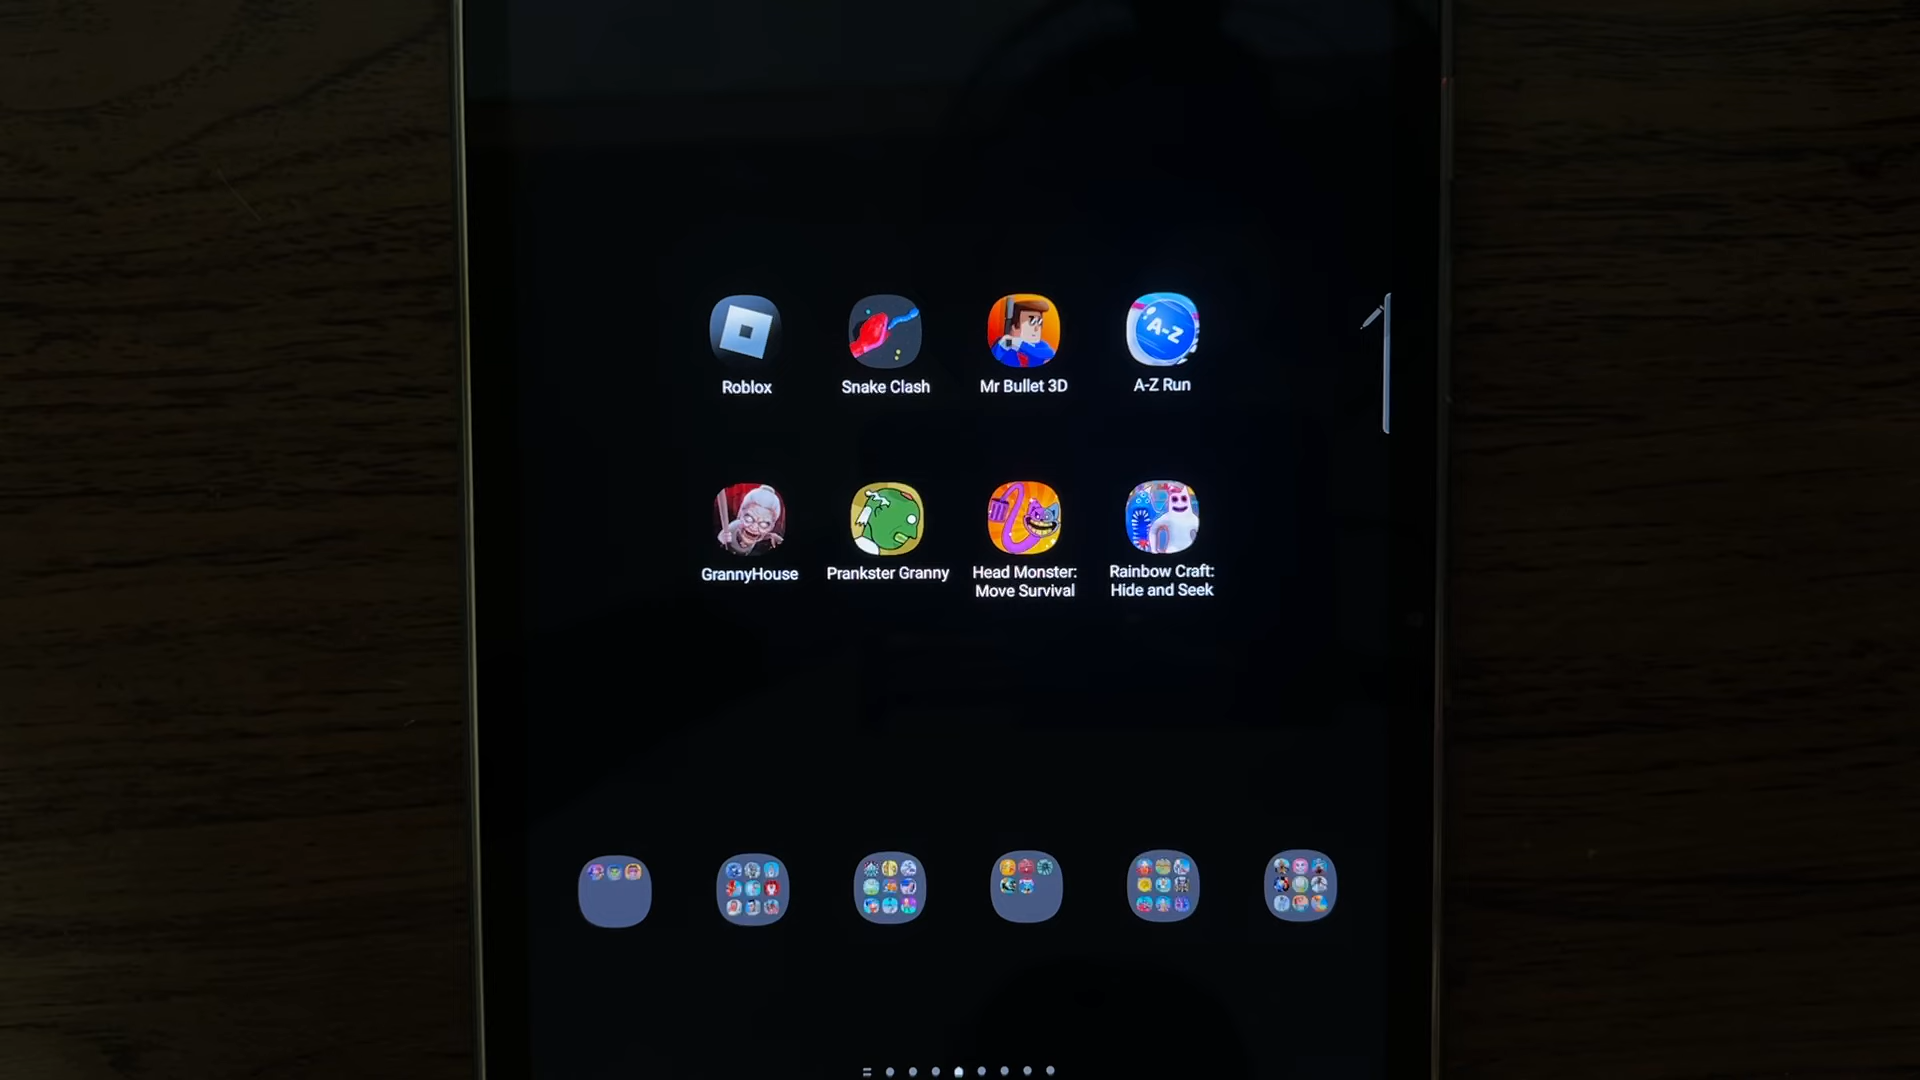 Roblox
Snake Clash
Mr Bullet 3D
A-Z
A-Z Run
GrannyHouse
Prankster Granny
Head Monster:
Move Survival
Rainbow Craft:
Hide and Seek